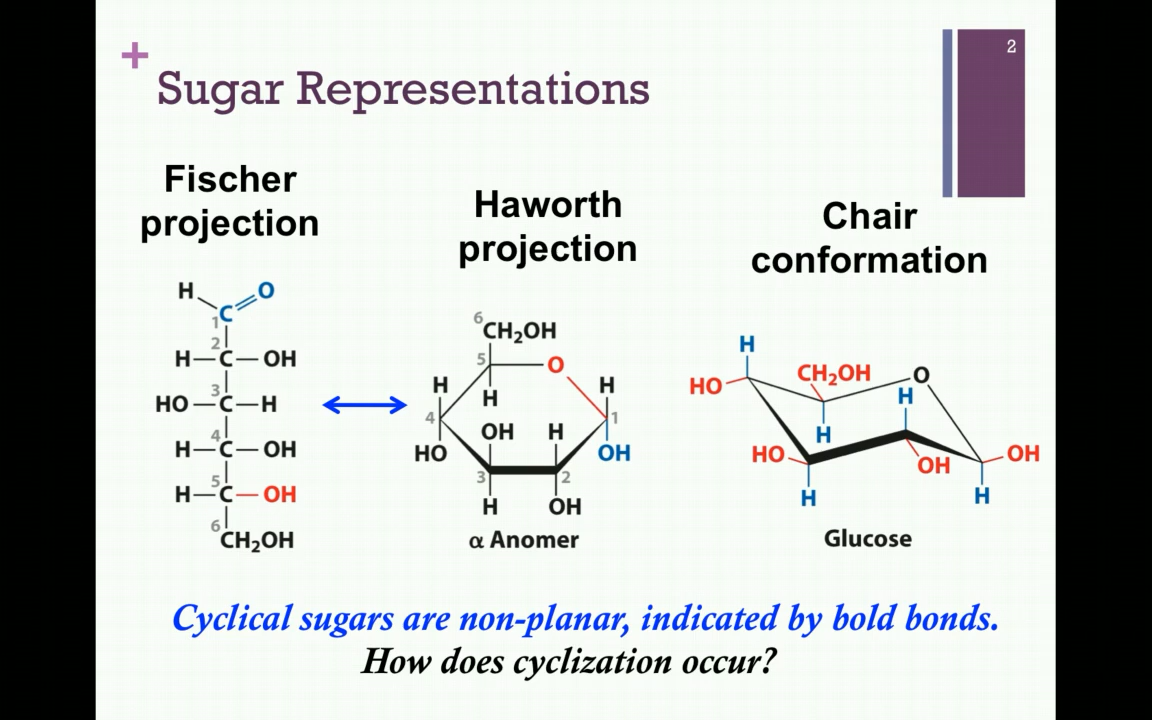 +
2
Sugar Representations
Fischer
projection
H
O
C
1
2
H—C—OH
3
HO—C—H
4
H—C—OH
5
H—C—OH
6
CH₂OH
Haworth
projection
6
CH₂OH
5
O
H
H
H
4
1
HO
OH
H
OH
3
2
H
OH
α Anomer
Chair
conformation
H
HO
CH₂OH
O
H
H
HO
OH
OH
H
H
Glucose
Cyclical sugars are non-planar, indicated by bold bonds.
How does cyclization occur?